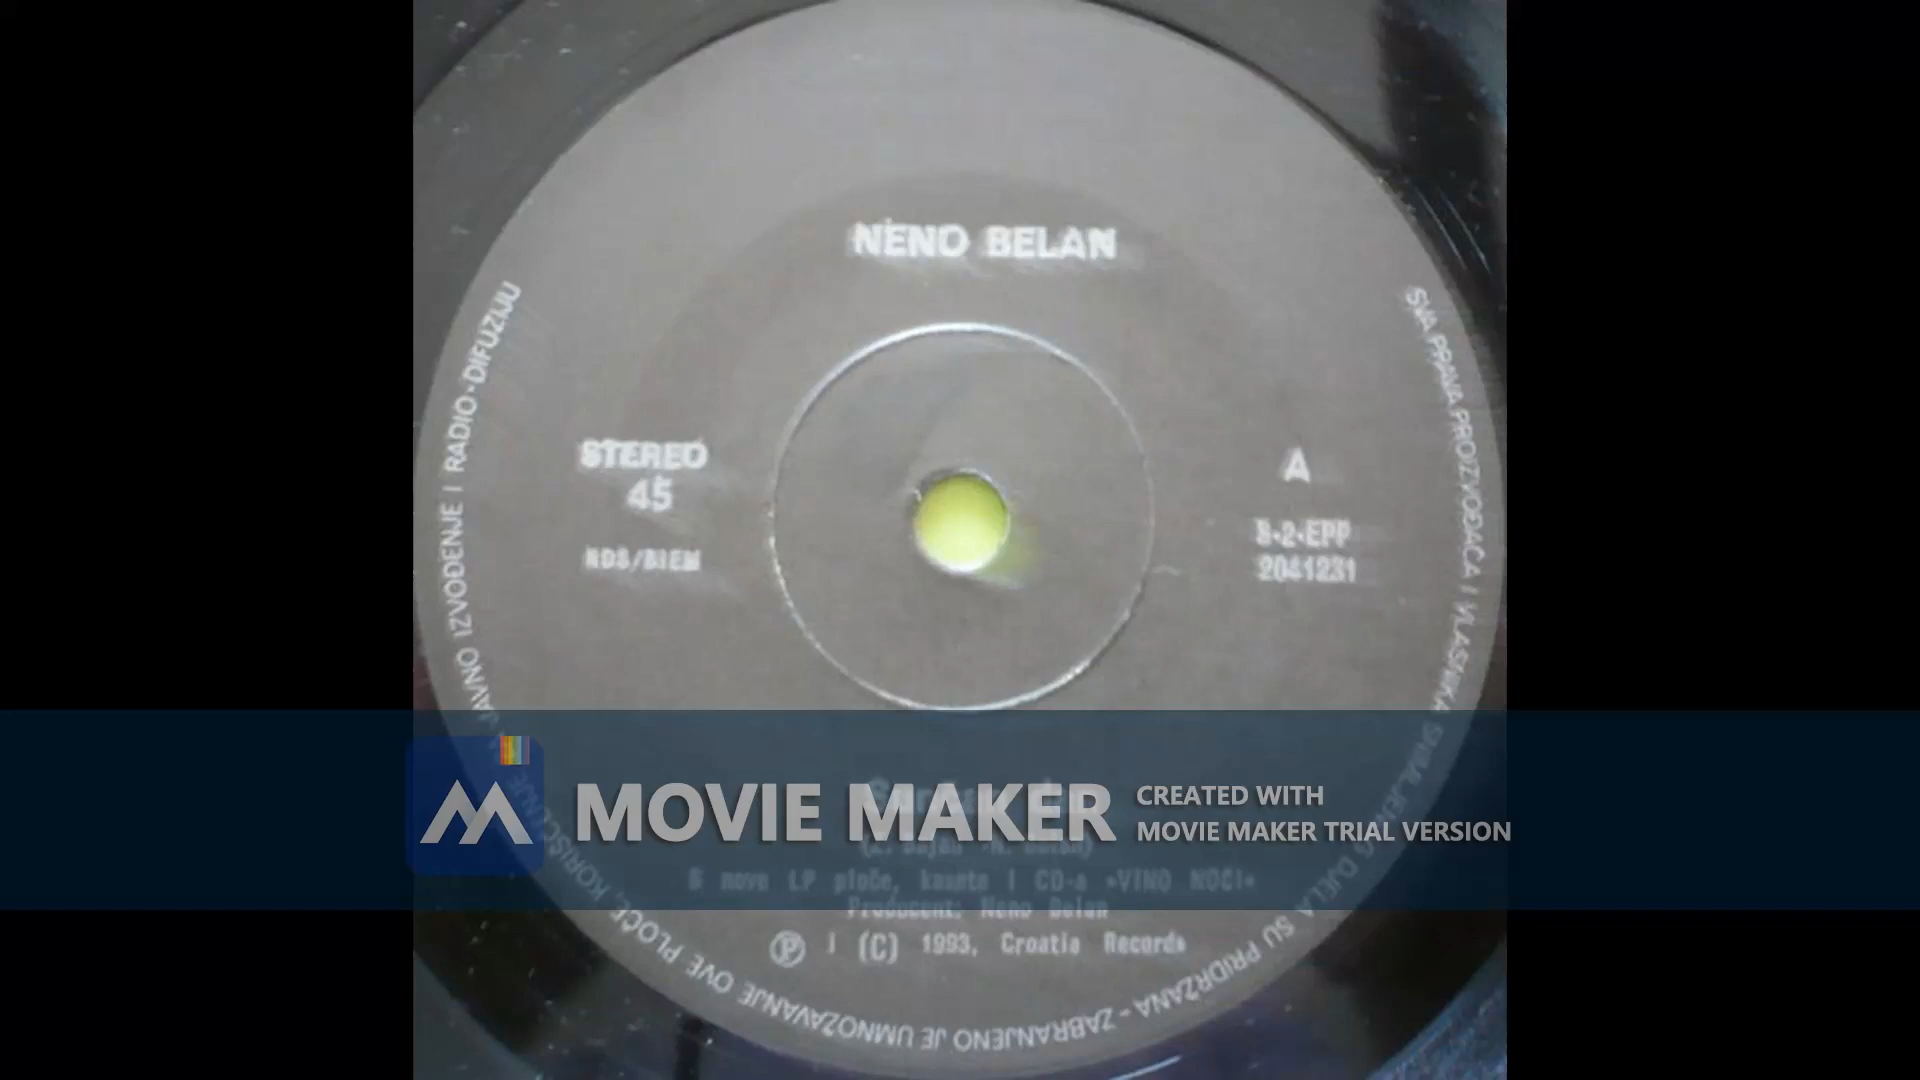 NENO BELAN
STEREO
45
NDS/BIEM
A
S-2-EPP
2041231
S nove LP ploče, kasete i CD-a »VINO NOĆI«
Producent: Neno Belan
Ⓟ i (C) 1993, Croatia Records
SVA PRAVA PROIZVOĐAČA I VLASNIKA SNIMLJENOG DJELA SU PRIDRŽANA - ZABRANJENO JE UMNOŽAVANJE OVE PLOČE, KORIŠĆENJE JAVNO IZVOĐENJE I RADIO-DIFUZIJU
MOVIE MAKER
CREATED WITH
MOVIE MAKER TRIAL VERSION